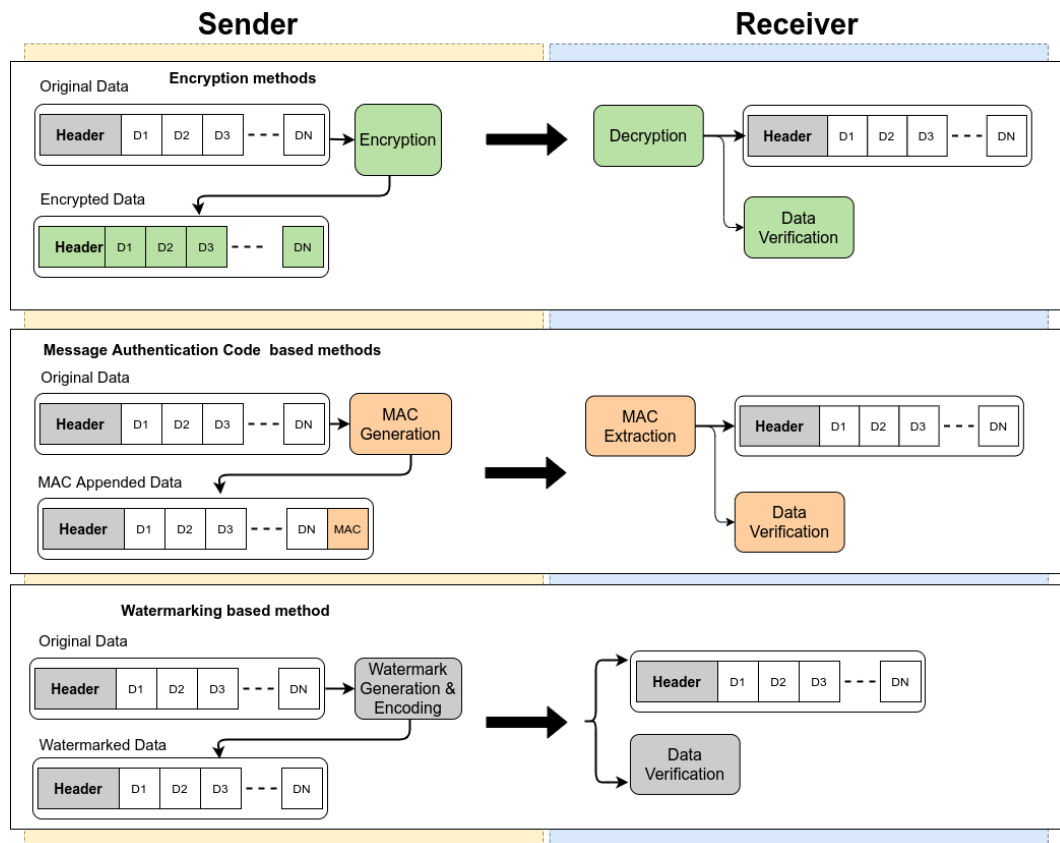 Sender
Receiver
Encryption methods
Original Data
Header D1 D2 D3 DN
Encryption
Decryption
Header D1 D2 D3 DN
Encrypted Data
Header D1 D2 D3 DN
Data
Verification
Message Authentication Code based methods
Original Data
Header D1 D2 D3 DN
MAC
Generation
MAC
Extraction
Header D1 D2 D3 DN
MAC Appended Data
Header D1 D2 D3 DN MAC
Data
Verification
Watermarking based method
Original Data
Header D1 D2 D3 DN
Watermark
Generation &
Encoding
Header D1 D2 D3 DN
Watermarked Data
Header D1 D2 D3 DN
Data
Verification